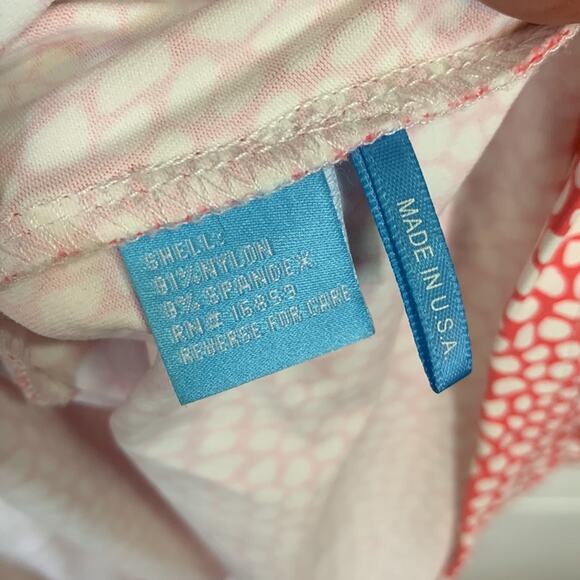 SHELL:
91% NYLON
9% SPANDEX
RN# 16893
REVERSE FOR CARE
MADE IN U.S.A